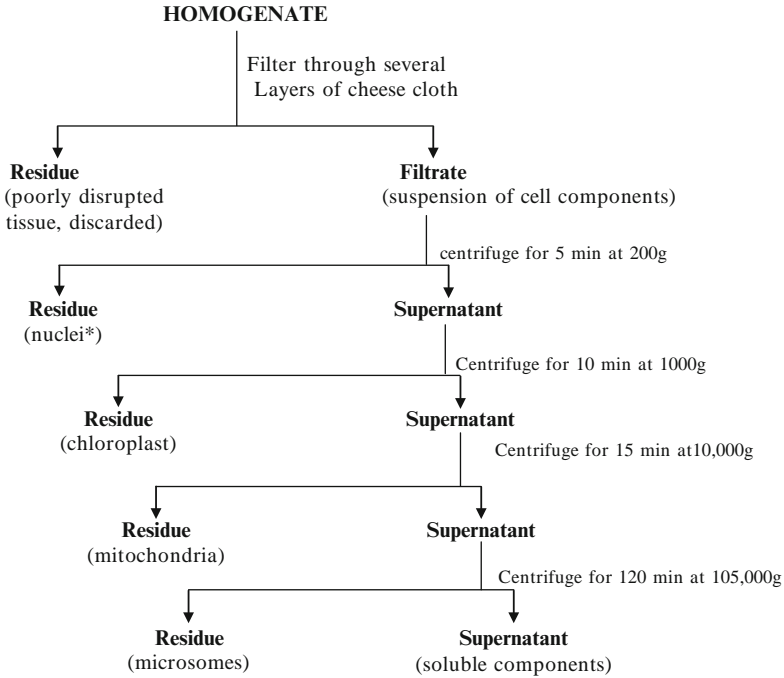 HOMOGENATE
Filter through several
Layers of cheese cloth
Residue
(poorly disrupted
tissue, discarded)
Filtrate
(suspension of cell components)
centrifuge for 5 min at 200g
Residue
(nuclei*)
Supernatant
Centrifuge for 10 min at 1000g
Residue
(chloroplast)
Supernatant
Centrifuge for 15 min at10,000g
Residue
(mitochondria)
Supernatant
Centrifuge for 120 min at 105,000g
Residue
(microsomes)
Supernatant
(soluble components)